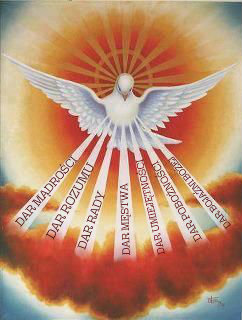 DAR MĄDROŚCI
DAR ROZUMU
DAR RADY
DAR MĘSTWA
DAR UMIEJĘTNOŚCI
DAR POBOŻNOŚCI
DAR BOJAŹNI BOŻEJ